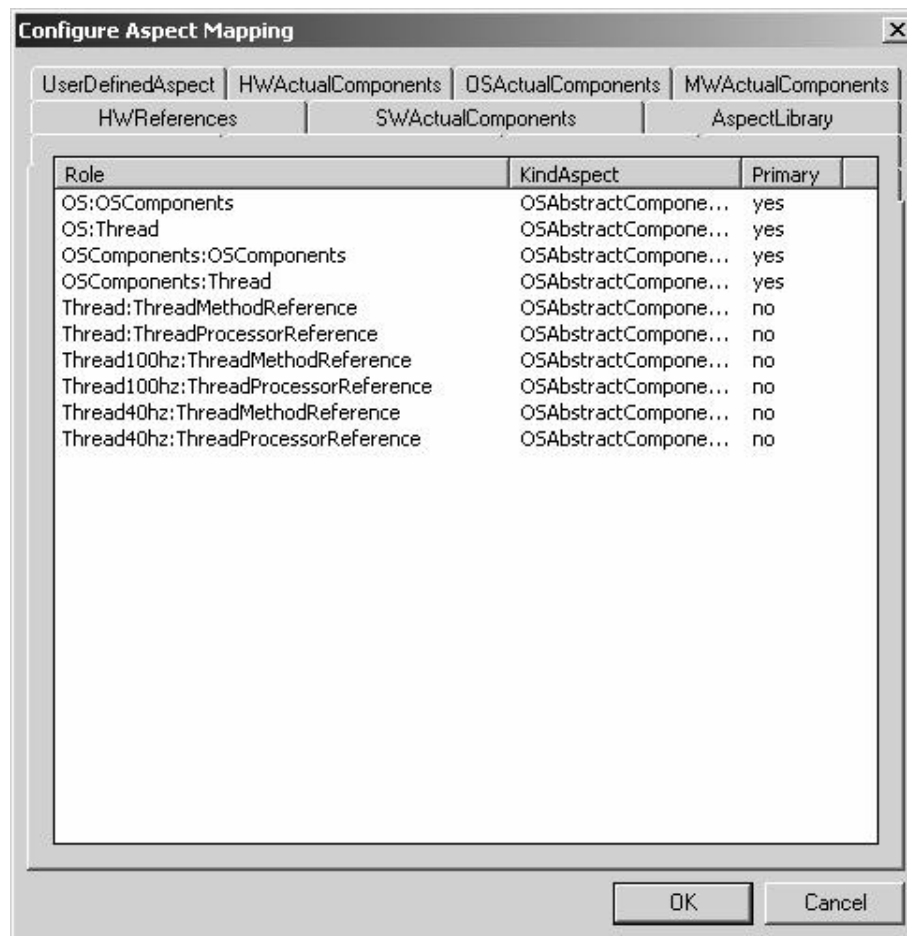 Configure Aspect Mapping
UserDefinedAspect HWActualComponents OSActualComponents MWActualComponents
HWReferences SWActualComponents AspectLibrary
Role KindAspect Primary
OS:OSComponents OSAbstractCompone... yes
OS:Thread OSAbstractCompone... yes
OSComponents:OSComponents OSAbstractCompone... yes
OSComponents:Thread OSAbstractCompone... yes
Thread:ThreadMethodReference OSAbstractCompone... no
Thread:ThreadProcessorReference OSAbstractCompone... no
Thread100hz:ThreadMethodReference OSAbstractCompone... no
Thread100hz:ThreadProcessorReference OSAbstractCompone... no
Thread40hz:ThreadMethodReference OSAbstractCompone... no
Thread40hz:ThreadProcessorReference OSAbstractCompone... no
OK Cancel